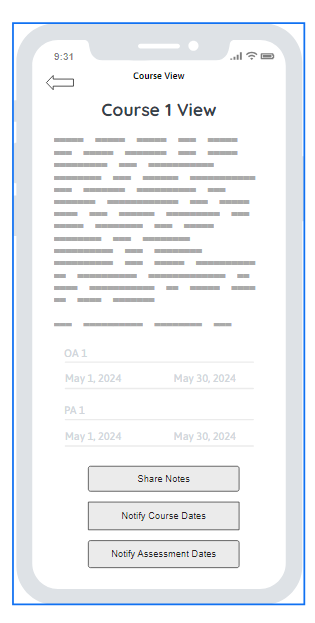 9:31
Course View
Course 1 View
OA 1
May 1, 2024 May 30, 2024
PA 1
May 1, 2024 May 30, 2024
Share Notes
Notify Course Dates
Notify Assessment Dates